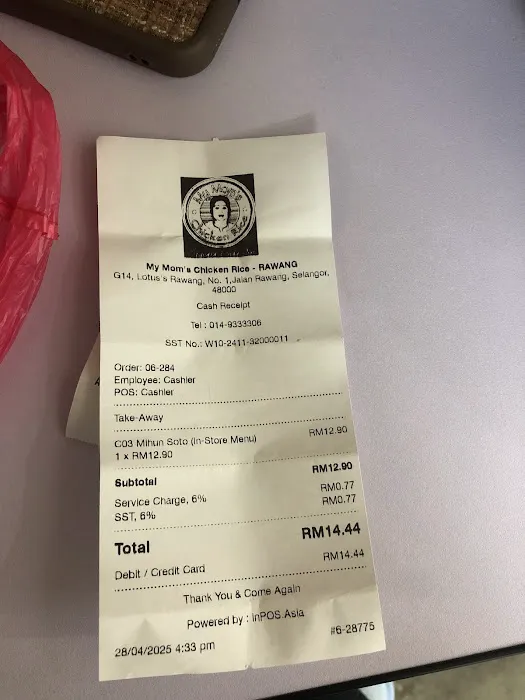 My Mom's
Chicken Rice
My Mom's Chicken Rice - RAWANG
G14, Lotus's Rawang, No. 1,Jalan Rawang, Selangor,
48000
Cash Receipt
Tel : 014-9333306
SST No.: W10-2411-32000011
Order: 06-284
Employee: Cashier
POS: Cashier
Take-Away
C03 Mihun Soto (In-Store Menu) RM12.90
1 x RM12.90
Subtotal RM12.90
Service Charge, 6% RM0.77
SST, 6% RM0.77
Total RM14.44
Debit / Credit Card RM14.44
Thank You & Come Again
Powered by : InPOS.Asia
28/04/2025 4:33 pm #6-28775